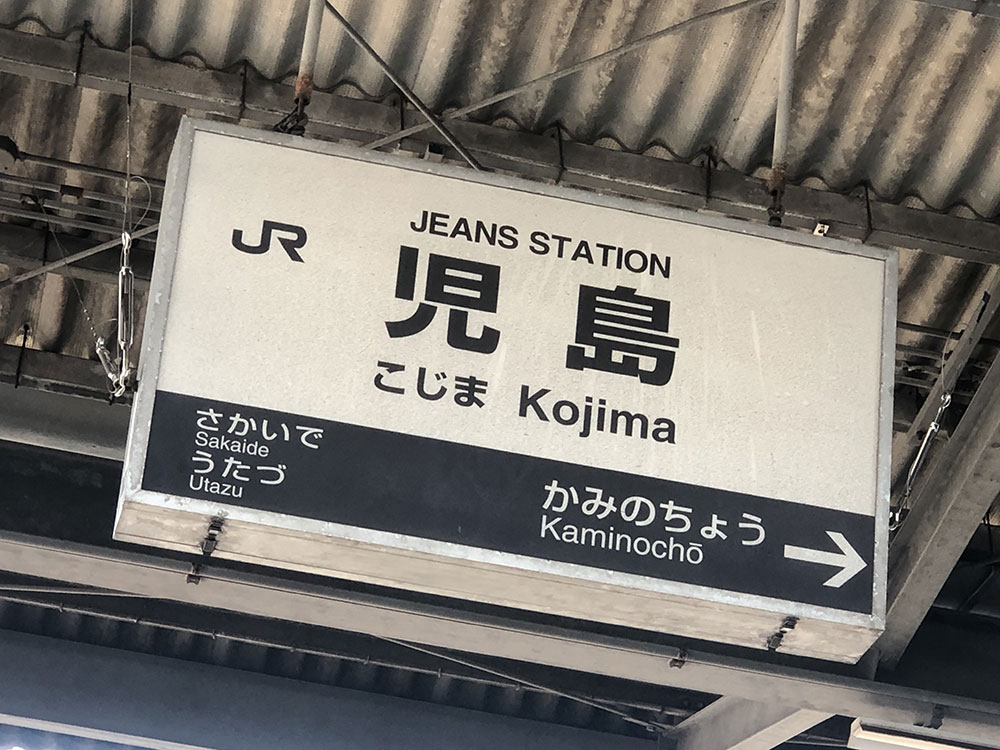 JR
JEANS STATION
児島
こじま Kojima
さかいで
Sakaide
うたづ
Utazu
かみのちょう
Kaminochō
→